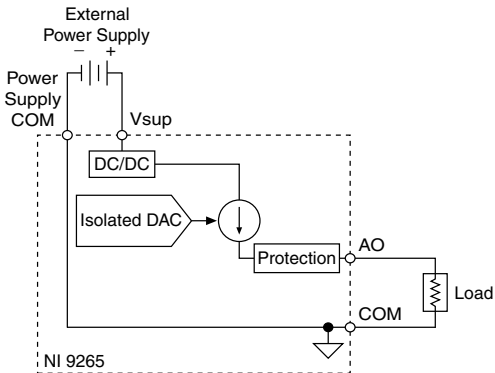 External
Power Supply
− +
Power
Supply
COM
Vsup
DC/DC
Isolated DAC
Protection
AO
Load
COM
NI 9265